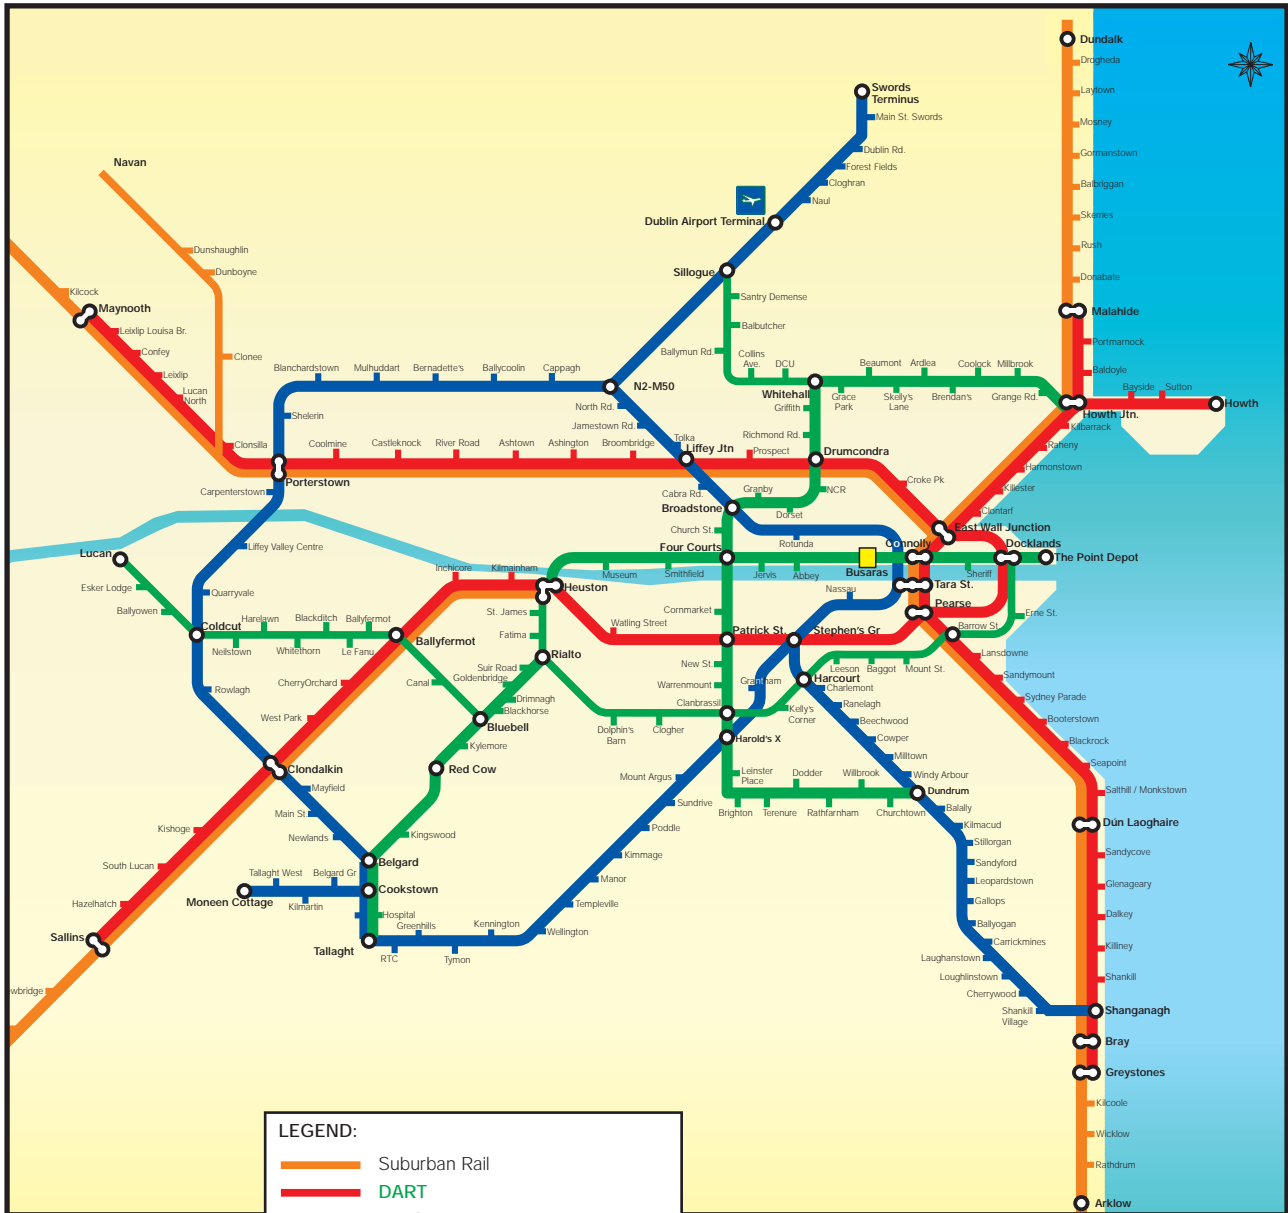 Dundalk
Drogheda
Laytown
Mosney
Gormanstown
Balbriggan
Skerries
Rush
Donabate
Malahide
Portmarnock
Baldoyle
Bayside
Sutton
Howth
Howth Jtn.
Kilbarrack
Raheny
Harmonstown
Killester
Clontarf
East Wall Junction
Swords
Terminus
Main St. Swords
Dublin Rd.
Forest Fields
Cloghran
Naul
Dublin Airport Terminal
Sillogue
Santry Demense
Balbutcher
Ballymun Rd.
Collins
Ave.
DCU
Whitehall
Grace
Park
Beaumont
Skelly's
Lane
Ardlea
Brendan's
Coolock
Millbrook
Grange Rd.
Griffith
Richmond Rd.
Drumcondra
NCR
Granby
Dorset
Broadstone
Navan
Dunshaughlin
Dunboyne
Clonee
Kilcock
Maynooth
Leixlip Louisa Br.
Confey
Leixlip
Lucan
North
Clonsilla
Blanchardstown
Mulhuddart
Bernadette's
Ballycoolin
Cappagh
N2-M50
North Rd.
Jamestown Rd.
Tolka
Liffey Jtn
Cabra Rd.
Shelerin
Coolmine
Castleknock
River Road
Ashtown
Ashington
Broombridge
Prospect
Croke Pk
Porterstown
Carpenterstown
Liffey Valley Centre
Quarryvale
Lucan
Esker Lodge
Ballyowen
Coldcut
Neilstown
Harelawn
Whitethorn
Blackditch
Le Fanu
Ballyfermot
Ballyfermot
Canal
Inchicore
Kilmainham
Heuston
Museum
Smithfield
Church St.
Four Courts
Jervis
Abbey
Rotunda
Busaras
Connolly
Docklands
The Point Depot
Sheriff
Tara St.
Nassau
Pearse
Erne St.
Barrow St.
St. James
Fatima
Rialto
Suir Road
Goldenbridge
Drimnagh
Blackhorse
Bluebell
Kylemore
Red Cow
Kingswood
Watling Street
Cornmarket
Patrick St.
Stephen's Gr
New St.
Warrenmount
Grantham
Clanbrassil
Kelly's
Corner
Harcourt
Leeson
Baggot
Mount St.
Lansdowne
Sandymount
Sydney Parade
Booterstown
Blackrock
Seapoint
Salthill / Monkstown
Dún Laoghaire
Sandycove
Glenageary
Dalkey
Killiney
Shankill
Shanganagh
Bray
Greystones
Kilcoole
Wicklow
Rathdrum
Arklow
Dolphin's
Barn
Clogher
Harold's X
Leinster
Place
Dodder
Willbrook
Dundrum
Brighton
Terenure
Rathfarnham
Churchtown
Charlemont
Ranelagh
Beechwood
Cowper
Milltown
Windy Arbour
Balally
Kilmacud
Stillorgan
Sandyford
Leopardstown
Gallops
Ballyogan
Carrickmines
Laughanstown
Loughlinstown
Cherrywood
Shankill
Village
Mount Argus
Sundrive
Poddle
Kimmage
Manor
Templeville
Wellington
Kennington
Tymon
Greenhills
RTC
Tallaght
Hospital
Cookstown
Belgard
Belgard Gr
Kilmartin
Tallaght West
Moneen Cottage
Rowlagh
CherryOrchard
West Park
Clondalkin
Mayfield
Main St.
Newlands
Kishoge
South Lucan
Hazelhatch
Sallins
wbridge
LEGEND:
Suburban Rail
DART